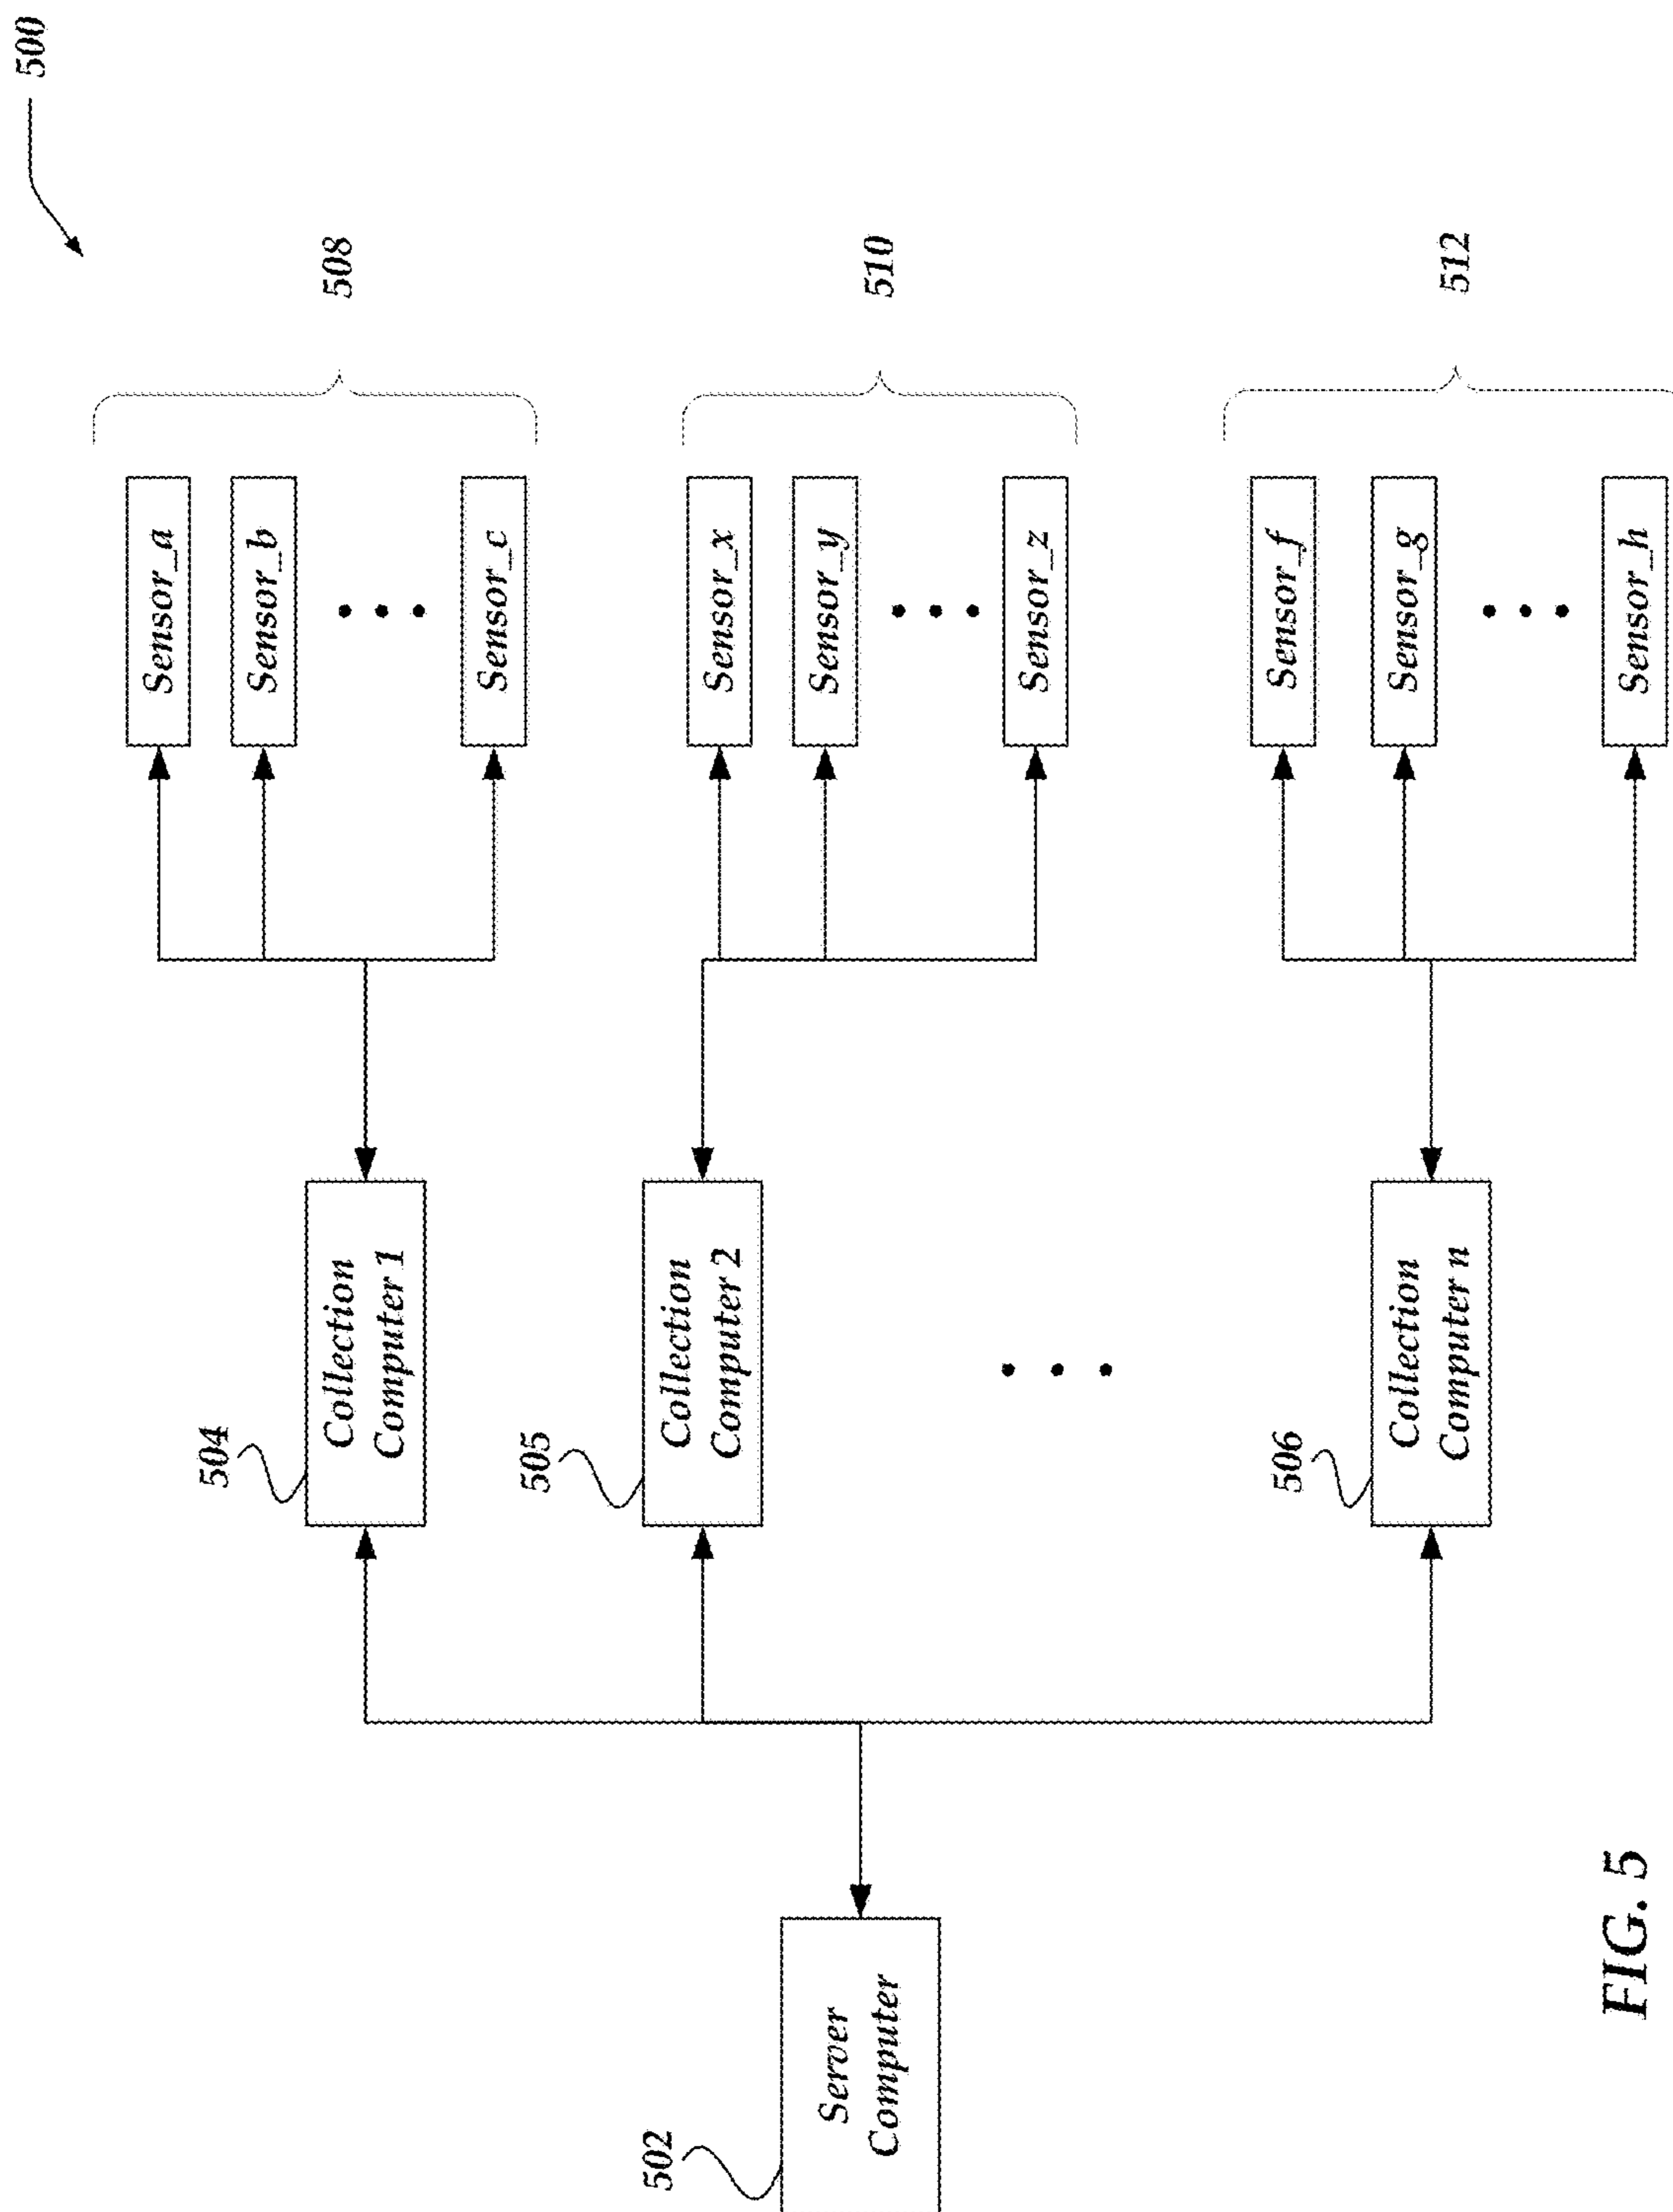 500
502
Server
Computer
504
Collection
Computer 1
505
Collection
Computer 2
506
Collection
Computer n
Sensor_a
Sensor_b
Sensor_c
508
Sensor_x
Sensor_y
Sensor_z
510
Sensor_f
Sensor_g
Sensor_h
512
FIG. 5